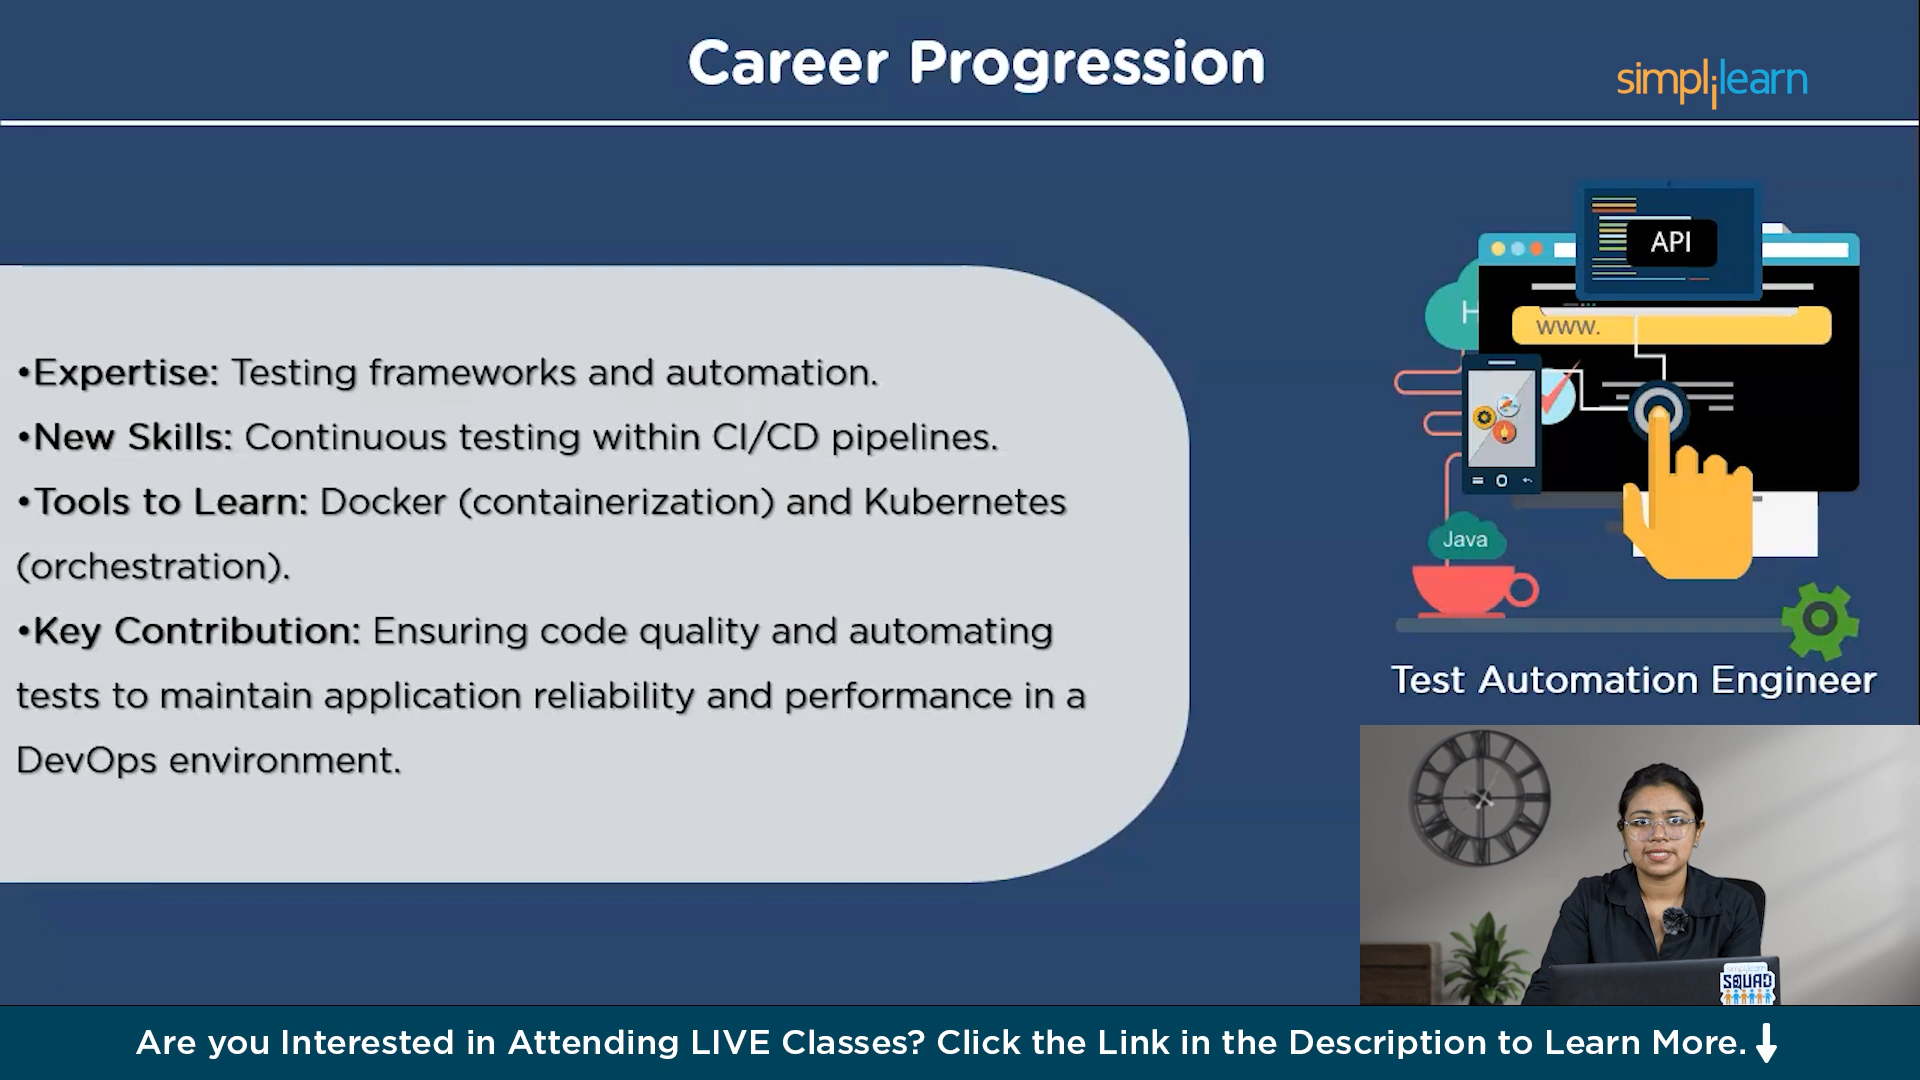 Career Progression
simplilearn
API
H
www.
•Expertise: Testing frameworks and automation.
•New Skills: Continuous testing within CI/CD pipelines.
•Tools to Learn: Docker (containerization) and Kubernetes
(orchestration).
•Key Contribution: Ensuring code quality and automating
tests to maintain application reliability and performance in a
DevOps environment.
Java
Test Automation Engineer
SQUAD
Are you Interested in Attending LIVE Classes? Click the Link in the Description to Learn More.